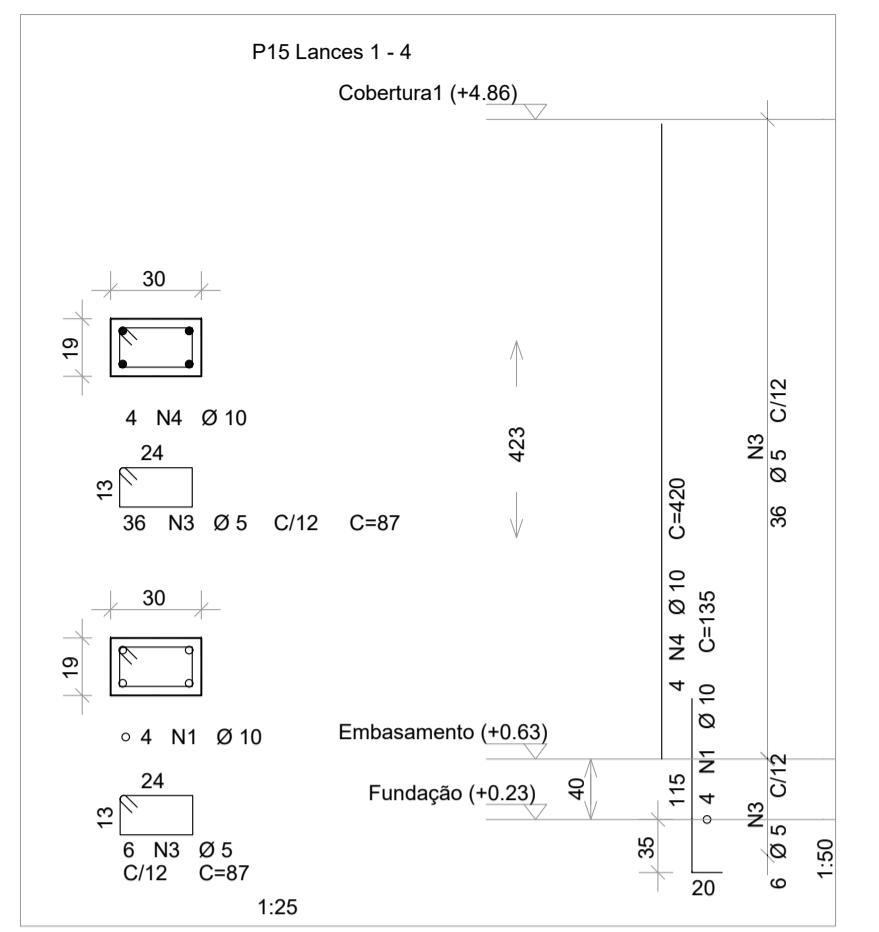 P15 Lances 1 - 4
Cobertura1 (+4.86)
30
19
4 N4 Ø 10
24
13
36 N3 Ø 5 C/12 C=87
423
4 N4 Ø 10 C=420
N3
36 Ø 5 C/12
30
19
4 N1 Ø 10
24
13
6 N3 Ø 5
C/12 C=87
1:25
Embasamento (+0.63)
Fundação (+0.23)
40
35
115
4 N1 Ø 10 C=135
20
N3
6 Ø 5 C/12
1:50